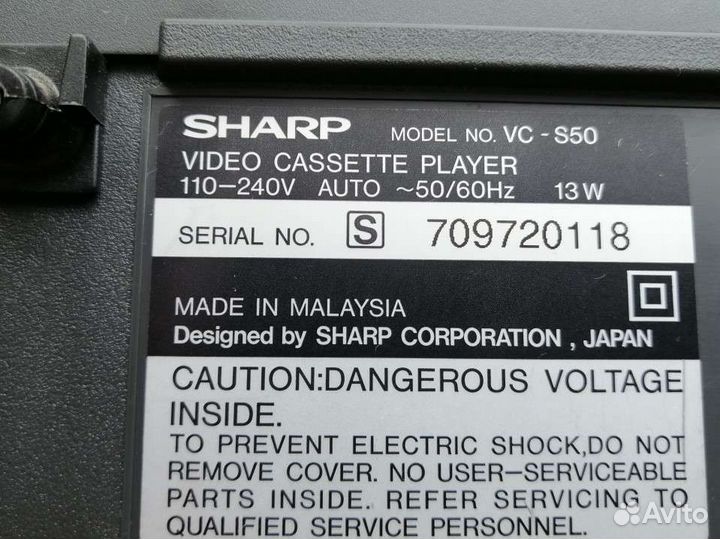 SHARP MODEL NO. VC-S50
VIDEO CASSETTE PLAYER
110-240V AUTO ~50/60Hz 13W
SERIAL NO. S 709720118
MADE IN MALAYSIA
Designed by SHARP CORPORATION , JAPAN
CAUTION:DANGEROUS VOLTAGE
INSIDE.
TO PREVENT ELECTRIC SHOCK,DO NOT
REMOVE COVER. NO USER-SERVICEABLE
PARTS INSIDE. REFER SERVICING TO
QUALIFIED SERVICE PERSONNEL.
Avito